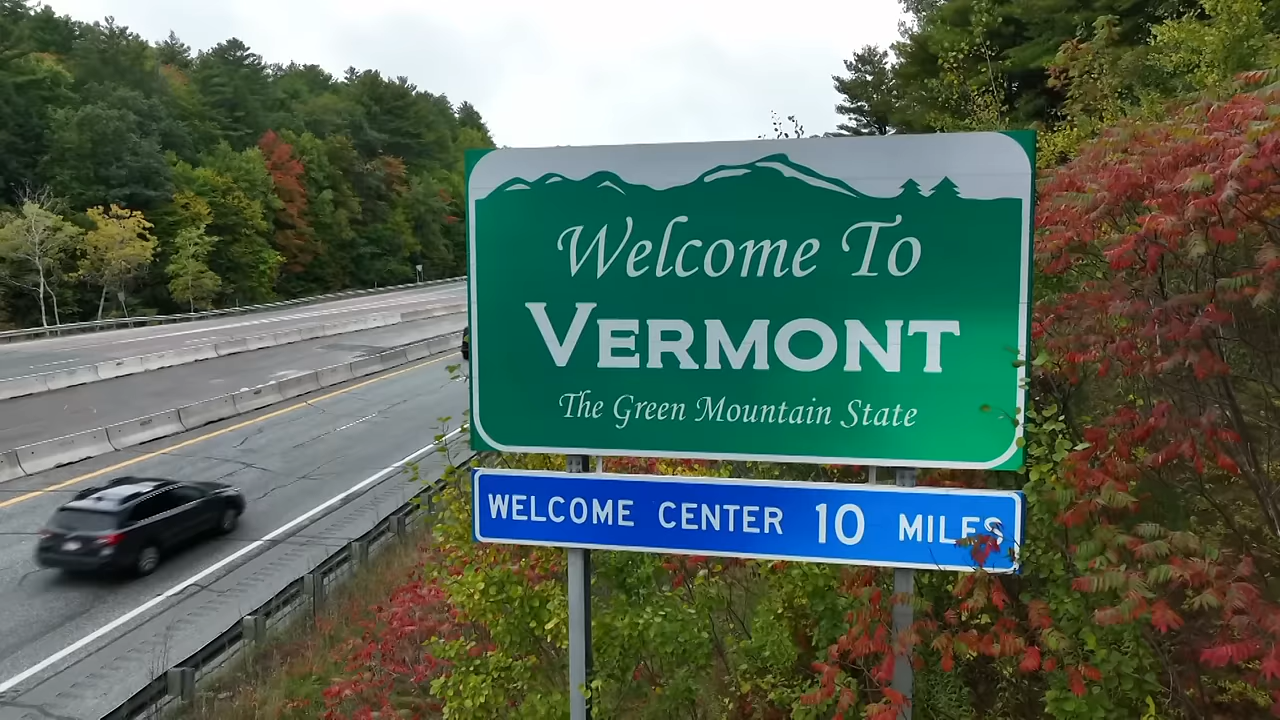 Welcome To
VERMONT
The Green Mountain State
WELCOME CENTER 10 MILES